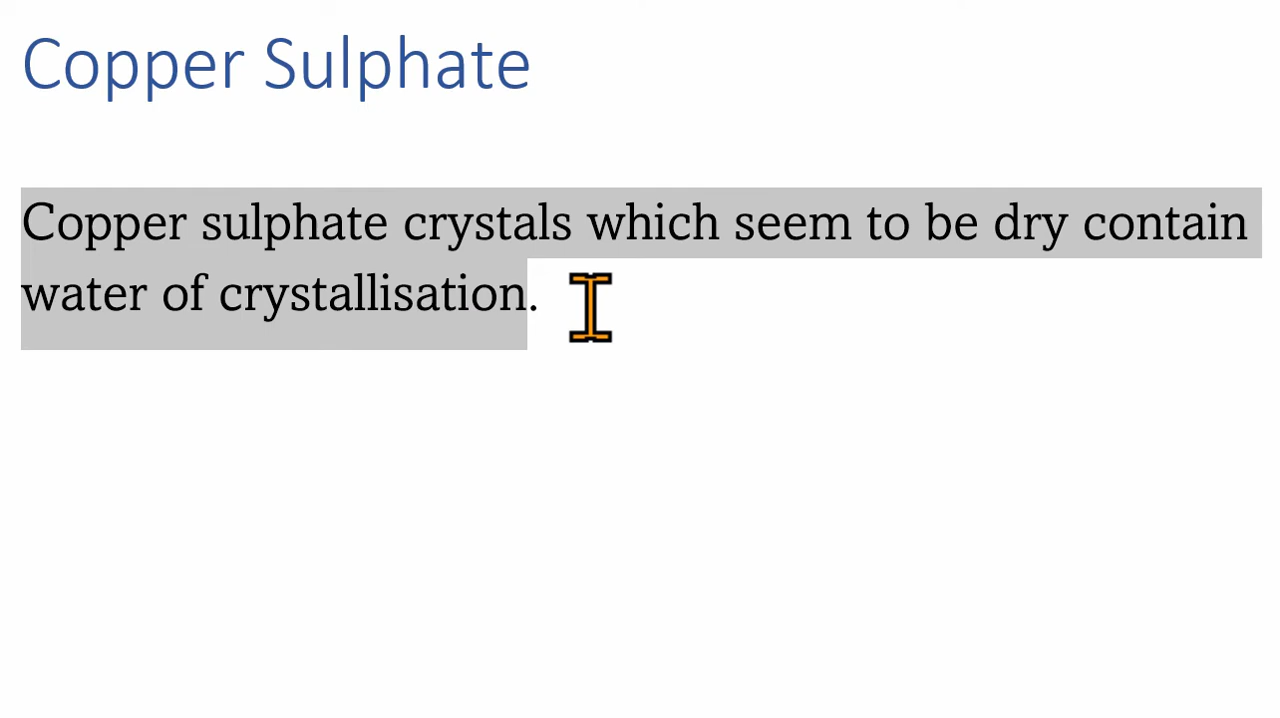 Copper Sulphate
Copper sulphate crystals which seem to be dry contain
water of crystallisation.